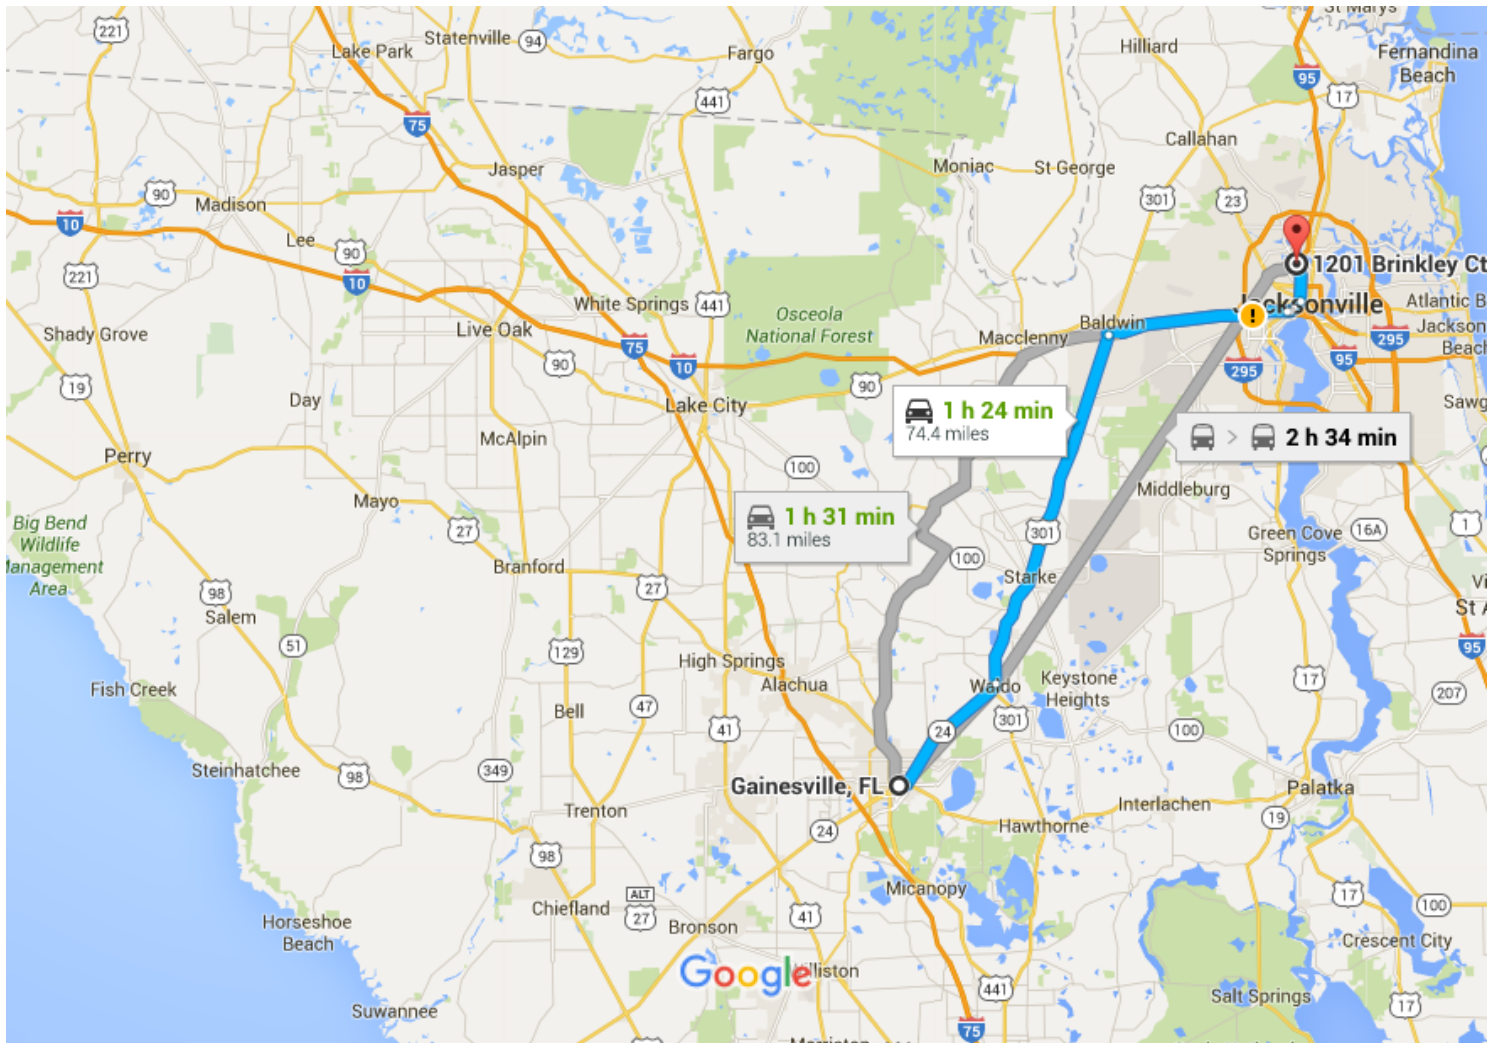 St Marys
221
Lake Park
Statenville
94
Fargo
Hilliard
Fernandina
Beach
95
17
441
75
Callahan
Jasper
Moniac
St George
90
Madison
301
23
10
Lee
90
221
10
1201 Brinkley Ct
White Springs
441
Jacksonville
Osceola
National Forest
Atlantic B
Shady Grove
Live Oak
Macclenny
Baldwin
!
Jackson
Beach
75
10
90
95
295
295
19
90
Day
Lake City
1 h 24 min
74.4 miles
Sawg
2 h 34 min
McAlpin
Perry
100
Mayo
Middleburg
1 h 31 min
83.1 miles
Big Bend
Wildlife
Management
Area
27
301
Green Cove
Springs
16A
1
100
Branford
Starke
27
98
Salem
St A
51
129
High Springs
95
Alachua
Waldo
Keystone
Heights
17
207
Fish Creek
47
Bell
301
41
24
100
Steinhatchee
98
349
Gainesville, FL
Palatka
Interlachen
Trenton
24
Hawthorne
19
98
Micanopy
17
ALT
27
Chiefland
41
100
Horseshoe
Beach
Bronson
Crescent City
Google
441
Salt Springs
17
Suwannee
75